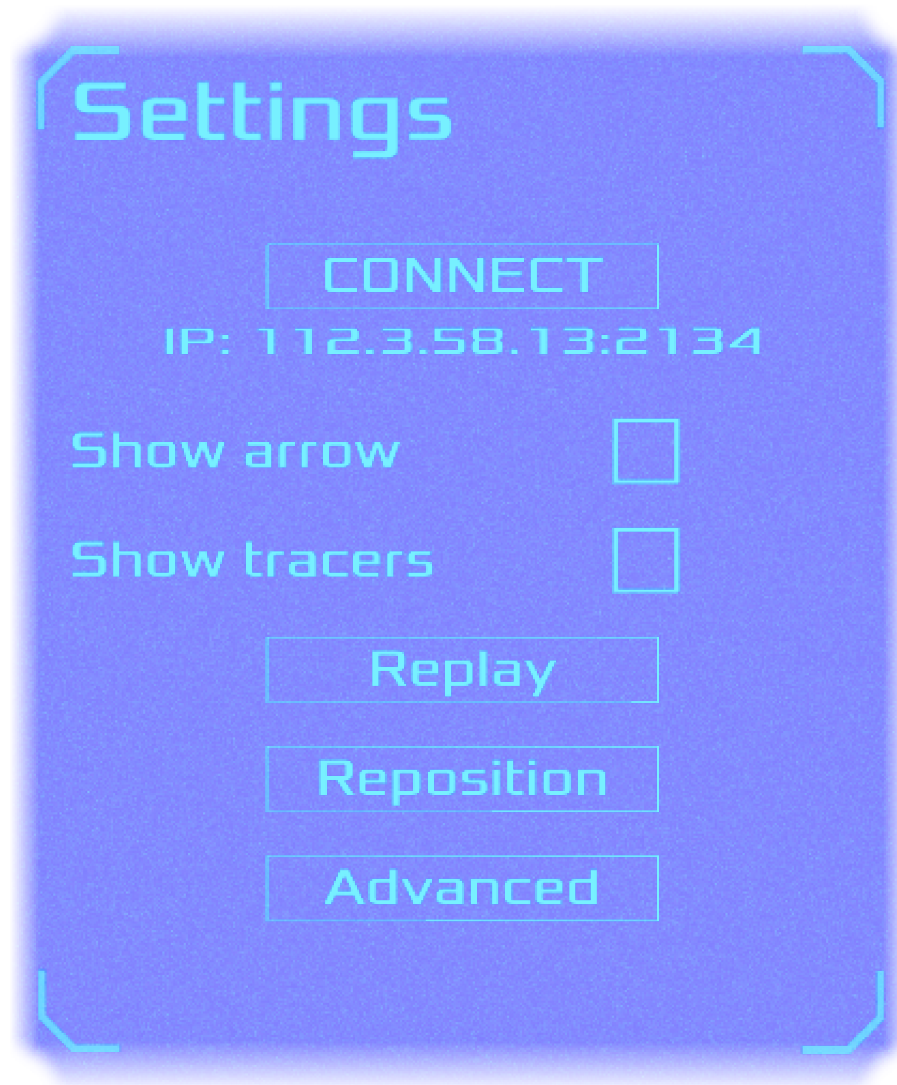 Settings
CONNECT
IP: 112.3.58.13:2134
Show arrow
Show tracers
Replay
Reposition
Advanced